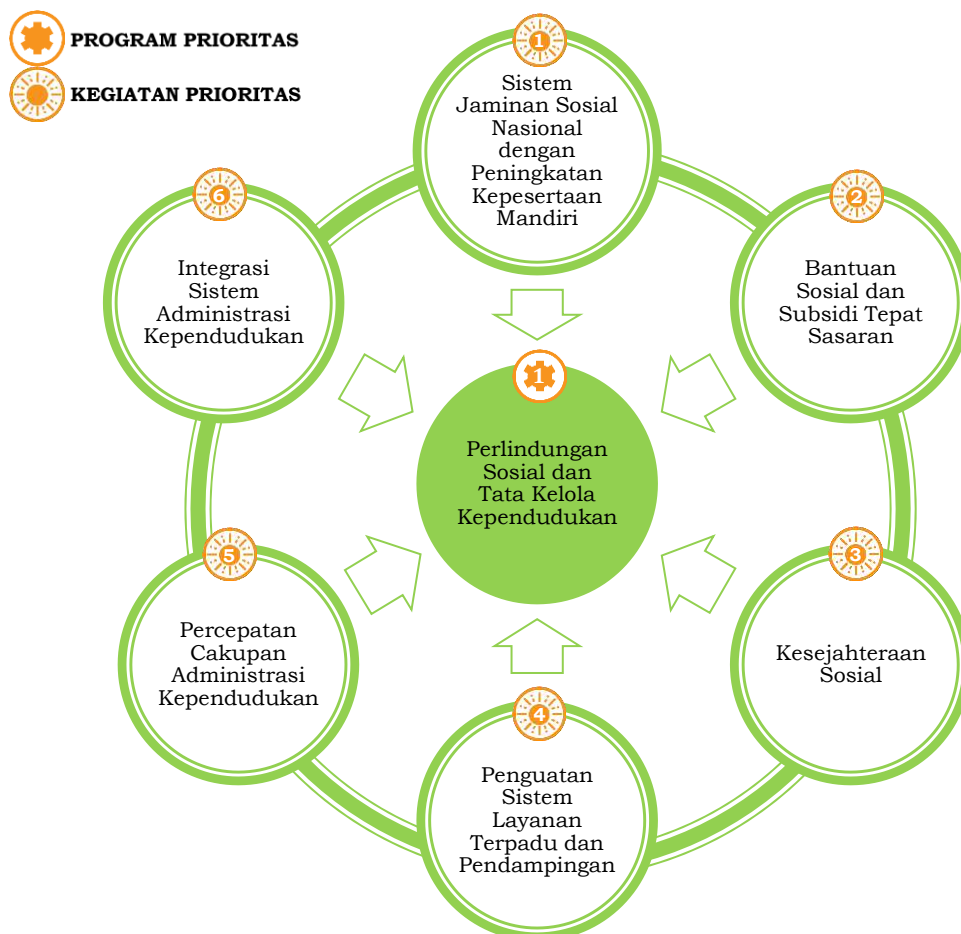 PROGRAM PRIORITAS
KEGIATAN PRIORITAS
1
Sistem
Jaminan Sosial
Nasional
dengan
Peningkatan
Kepesertaan
Mandiri
2
Bantuan
Sosial dan
Subsidi Tepat
Sasaran
3
Kesejahteraan
Sosial
4
Penguatan
Sistem
Layanan
Terpadu dan
Pendampingan
5
Percepatan
Cakupan
Administrasi
Kependudukan
6
Integrasi
Sistem
Administrasi
Kependudukan
1
Perlindungan
Sosial dan
Tata Kelola
Kependudukan